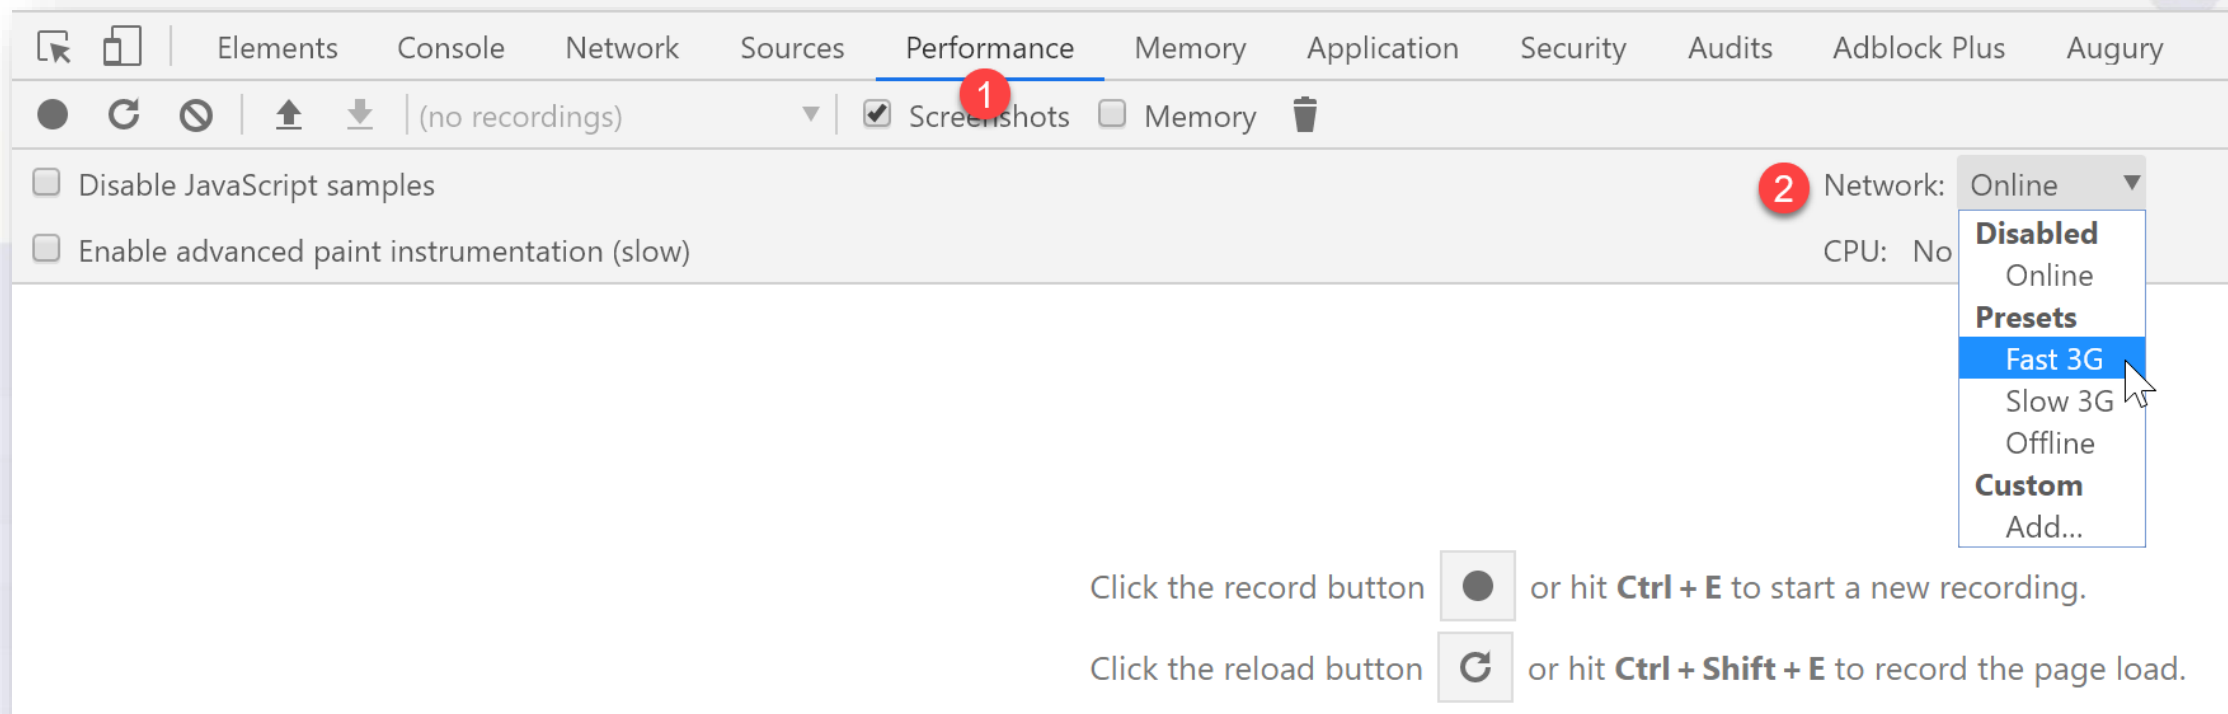 Elements Console Network Sources Performance Memory Application Security Audits Adblock Plus Augury
1
(no recordings) Screenshots Memory
Disable JavaScript samples
2 Network: Online
Enable advanced paint instrumentation (slow)
CPU: No
Disabled
Online
Presets
Fast 3G
Slow 3G
Offline
Custom
Add...
Click the record button or hit Ctrl + E to start a new recording.
Click the reload button or hit Ctrl + Shift + E to record the page load.